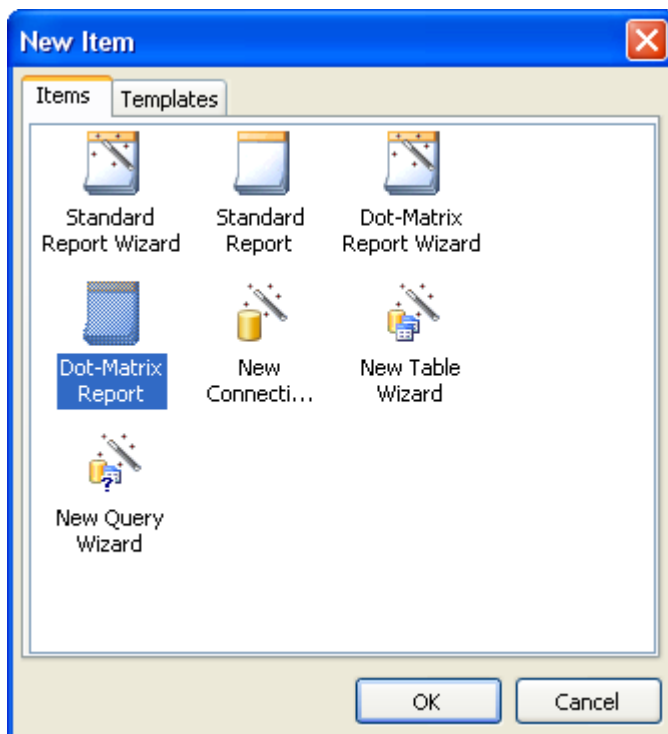 New Item
Items Templates
Standard Standard Dot-Matrix
Report Wizard Report Report Wizard
Dot-Matrix New New Table
Report Connecti... Wizard
New Query
Wizard
OK Cancel